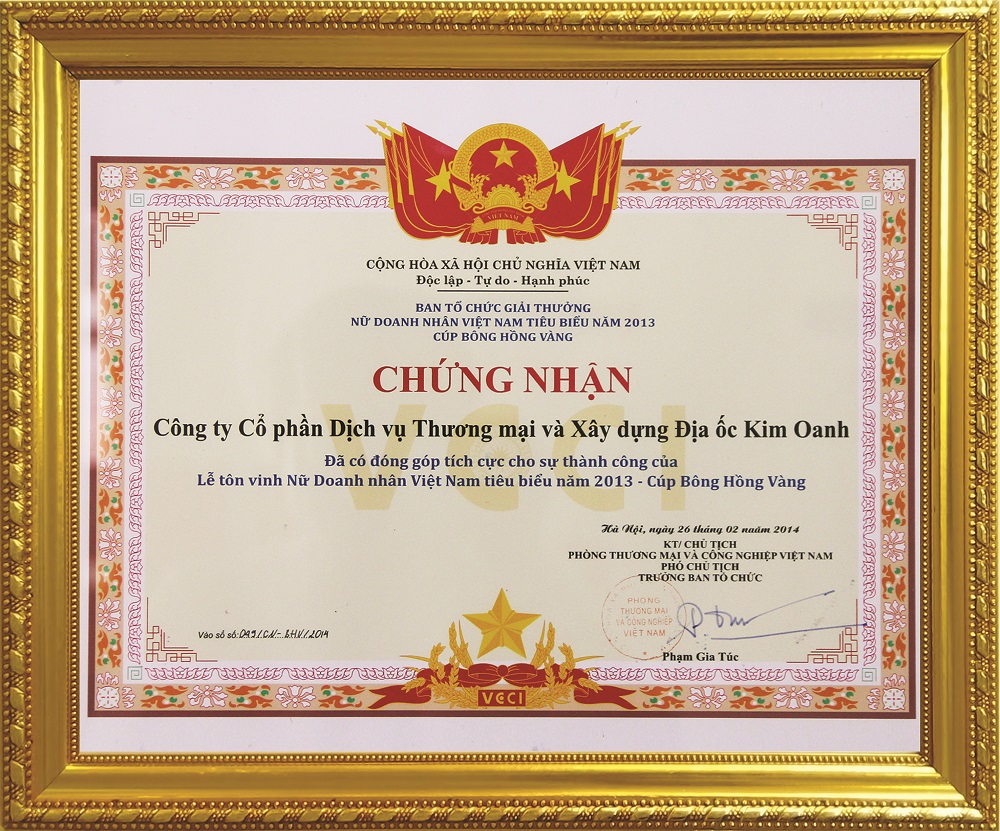 VIỆT NAM
CỘNG HÒA XÃ HỘI CHỦ NGHĨA VIỆT NAM
Độc lập - Tự do - Hạnh phúc
BAN TỔ CHỨC GIẢI THƯỞNG
NỮ DOANH NHÂN VIỆT NAM TIÊU BIỂU NĂM 2013
CÚP BÔNG HỒNG VÀNG
CHỨNG NHẬN
VCCI
Công ty Cổ phần Dịch vụ Thương mại và Xây dựng Địa ốc Kim Oanh
Đã có đóng góp tích cực cho sự thành công của
Lễ tôn vinh Nữ Doanh nhân Việt Nam tiêu biểu năm 2013 - Cúp Bông Hồng Vàng
Hà Nội, ngày 26 tháng 02 năm 2014
KT/ CHỦ TỊCH
PHÒNG THƯƠNG MẠI VÀ CÔNG NGHIỆP VIỆT NAM
PHÓ CHỦ TỊCH
TRƯỞNG BAN TỔ CHỨC
PHÒNG
THƯƠNG MẠI
VÀ CÔNG NGHIỆP
VIỆT NAM
Vào sổ số: 049/CN-BHV/2014
Phạm Gia Túc
VCCI